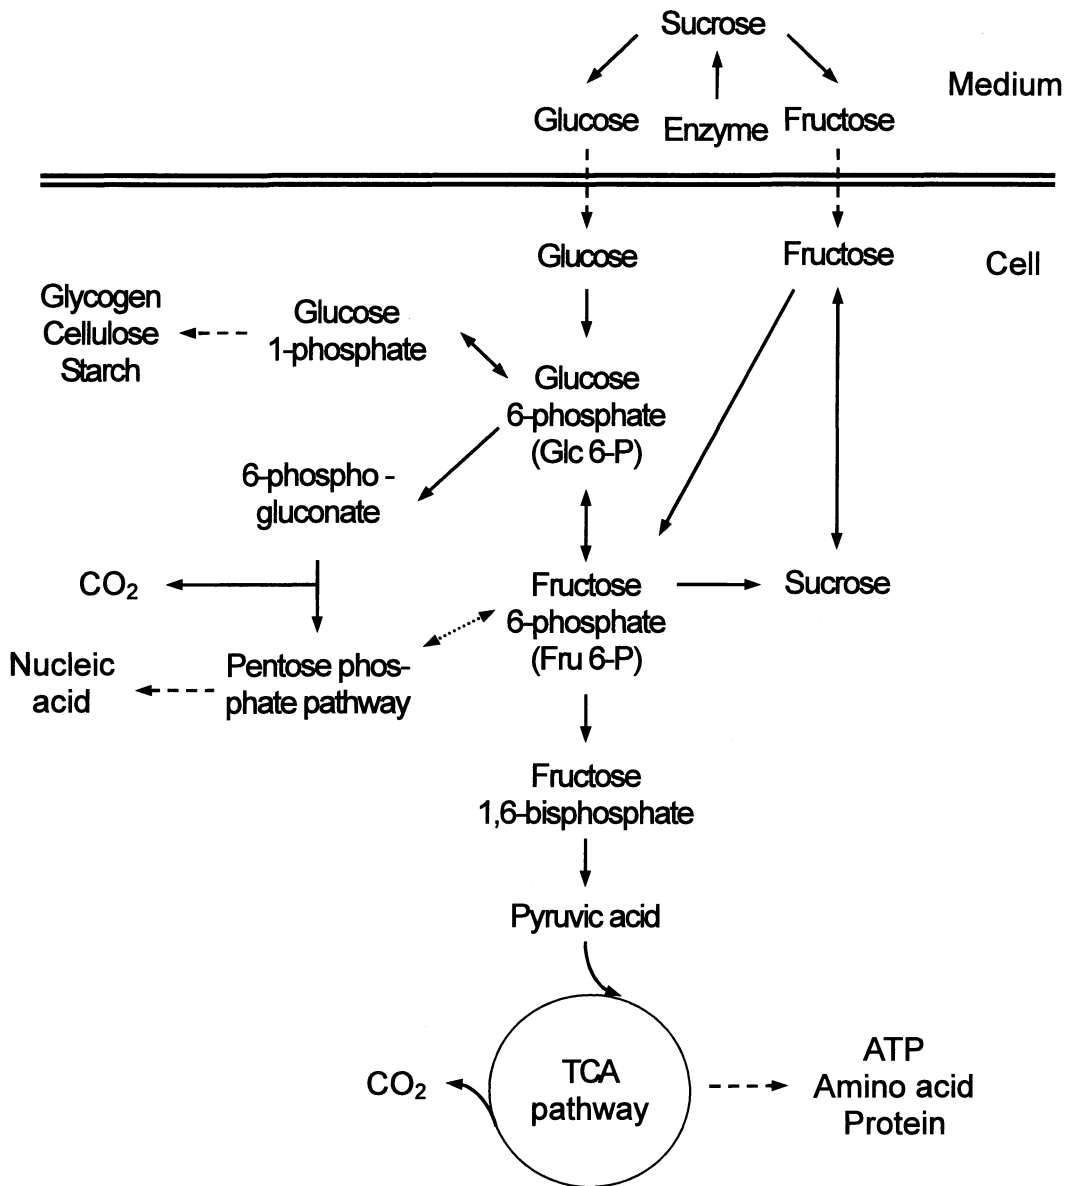 Sucrose
Medium
Glucose
Enzyme
Fructose
Glucose
Fructose
Cell
Glycogen
Cellulose
Starch
Glucose
1-phosphate
Glucose
6-phosphate
(Glc 6-P)
6-phospho -
gluconate
CO₂
Fructose
6-phosphate
(Fru 6-P)
Sucrose
Nucleic
acid
Pentose phos-
phate pathway
Fructose
1,6-bisphosphate
Pyruvic acid
TCA
pathway
CO₂
ATP
Amino acid
Protein